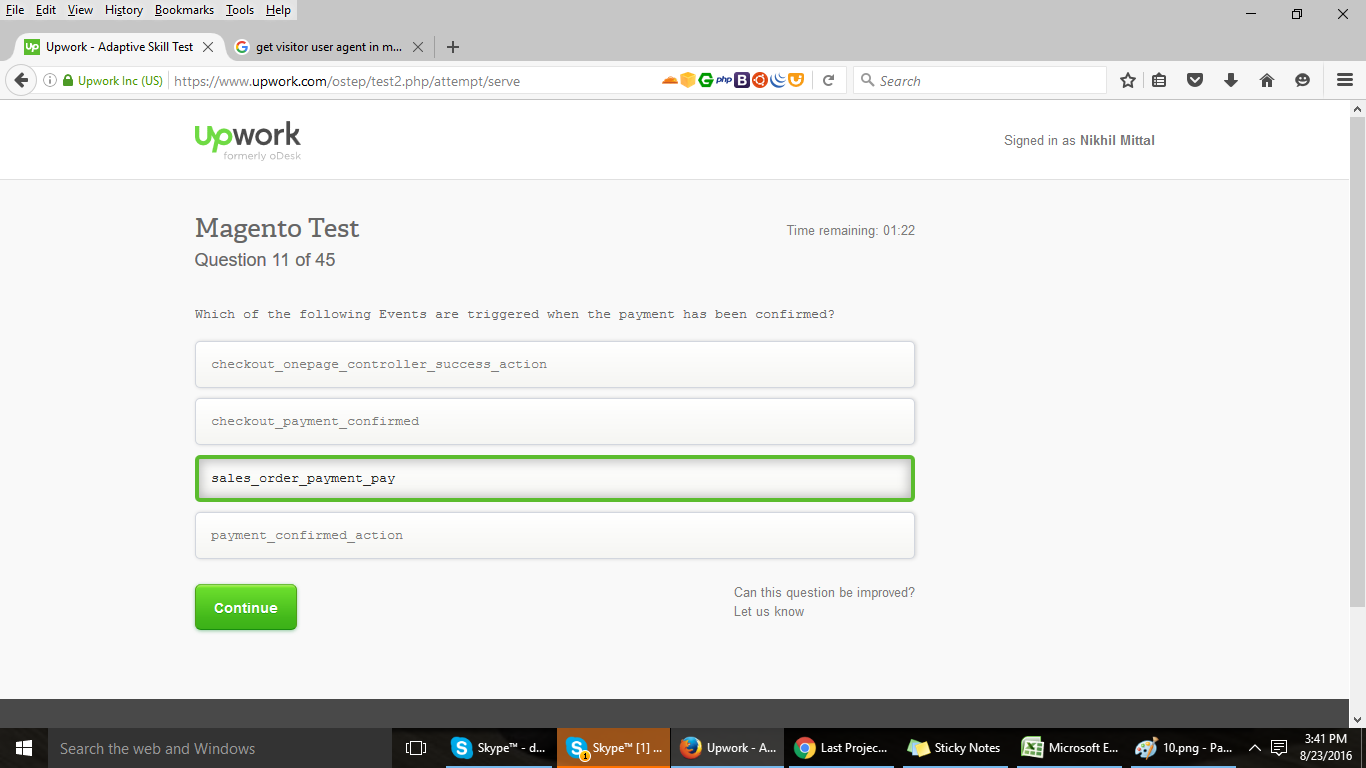 File Edit View History Bookmarks Tools Help
Upwork - Adaptive Skill Test
get visitor user agent in m...
Upwork Inc (US)
https://www.upwork.com/ostep/test2.php/attempt/serve
php
B
Search
upwork
formerly oDesk
Signed in as Nikhil Mittal
Magento Test
Time remaining: 01:22
Question 11 of 45
Which of the following Events are triggered when the payment has been confirmed?
checkout_onepage_controller_success_action
checkout_payment_confirmed
sales_order_payment_pay
payment_confirmed_action
Continue
Can this question be improved?
Let us know
Search the web and Windows
Skype™ - d...
Skype™ [1] ...
Upwork - A...
Last Projec...
Sticky Notes
Microsoft E...
10.png - Pa...
3:41 PM
8/23/2016